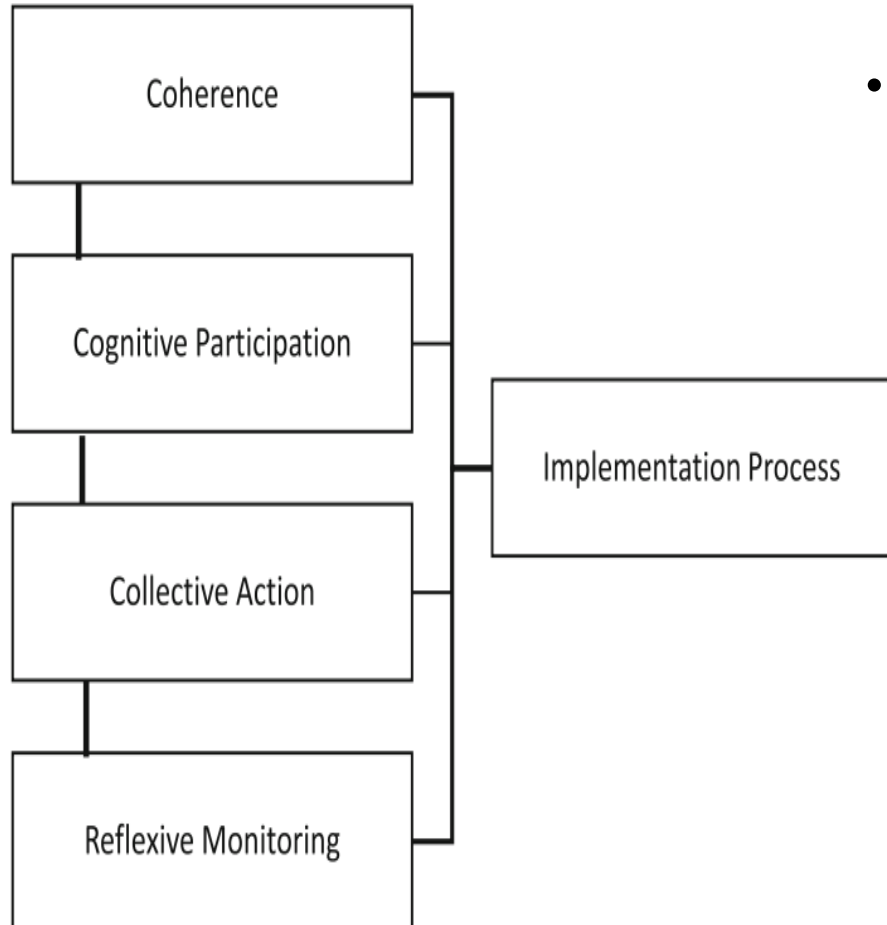 Coherence
Cognitive Participation
Implementation Process
Collective Action
Reflexive Monitoring